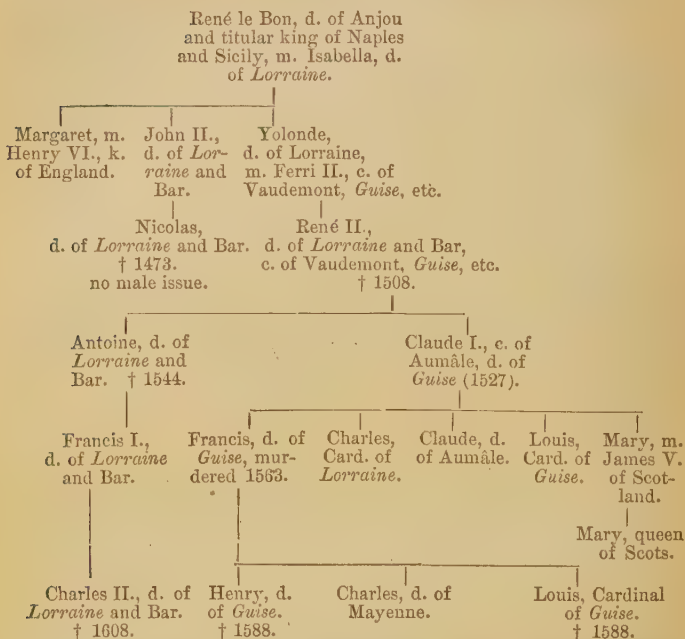 René le Bon, d. of Anjou
and titular king of Naples
and Sicily, m. Isabella, d.
of Lorraine.
Margaret, m.
Henry VI., k.
of England.
John II.,
d. of Lor-
raine and
Bar.
Yolonde,
d. of Lorraine,
m. Ferri II., c. of
Vaudemont, Guise, etc.
Nicolas,
d. of Lorraine and Bar.
† 1473.
no male issue.
René II.,
d. of Lorraine and Bar,
c. of Vaudemont, Guise, etc.
† 1508.
Antoine, d. of
Lorraine and
Bar. † 1544.
Claude I., c. of
Aumâle, d. of
Guise (1527).
Francis I.,
d. of Lorraine
and Bar.
Francis, d. of
Guise, mur-
dered 1563.
Charles,
Card. of
Lorraine.
Claude, d.
of Aumâle.
Louis,
Card. of
Guise.
Mary, m.
James V.
of Scot-
land.
Mary, queen
of Scots.
Charles II., d. of
Lorraine and Bar.
† 1608.
Henry, d.
of Guise.
† 1588.
Charles, d. of
Mayenne.
Louis, Cardinal
of Guise.
† 1588.